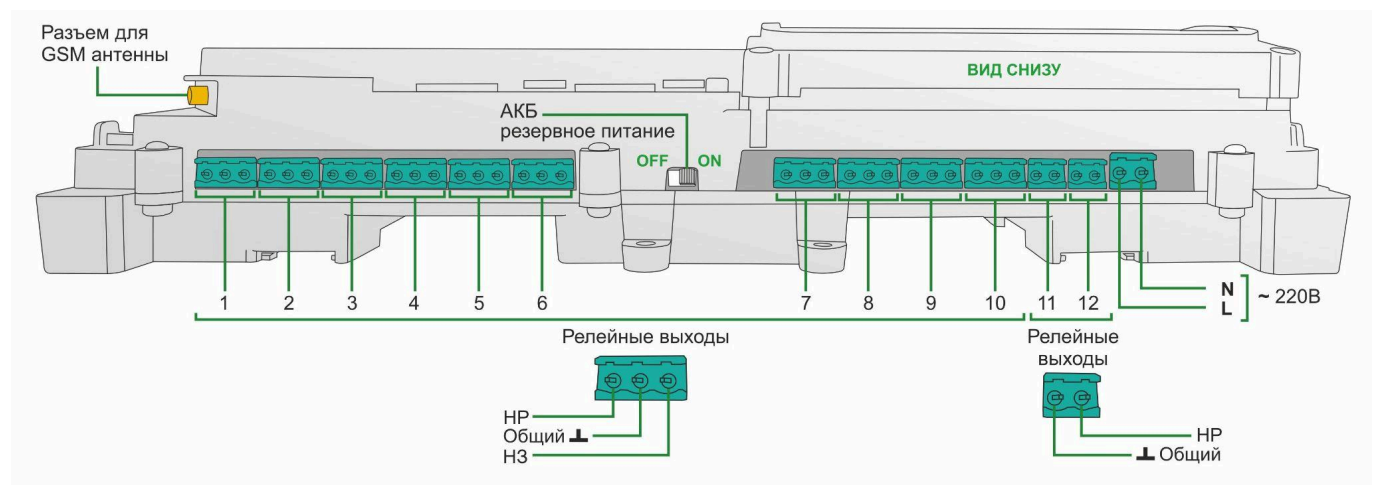 Разъем для
GSM антенны
ВИД СНИЗУ
АКБ
резервное питание
OFF ON
1 2 3 4 5 6 7 8 9 10 11 12
N
L
~ 220В
Релейные выходы
Релейные
выходы
НР
Общий
НЗ
НР
Общий